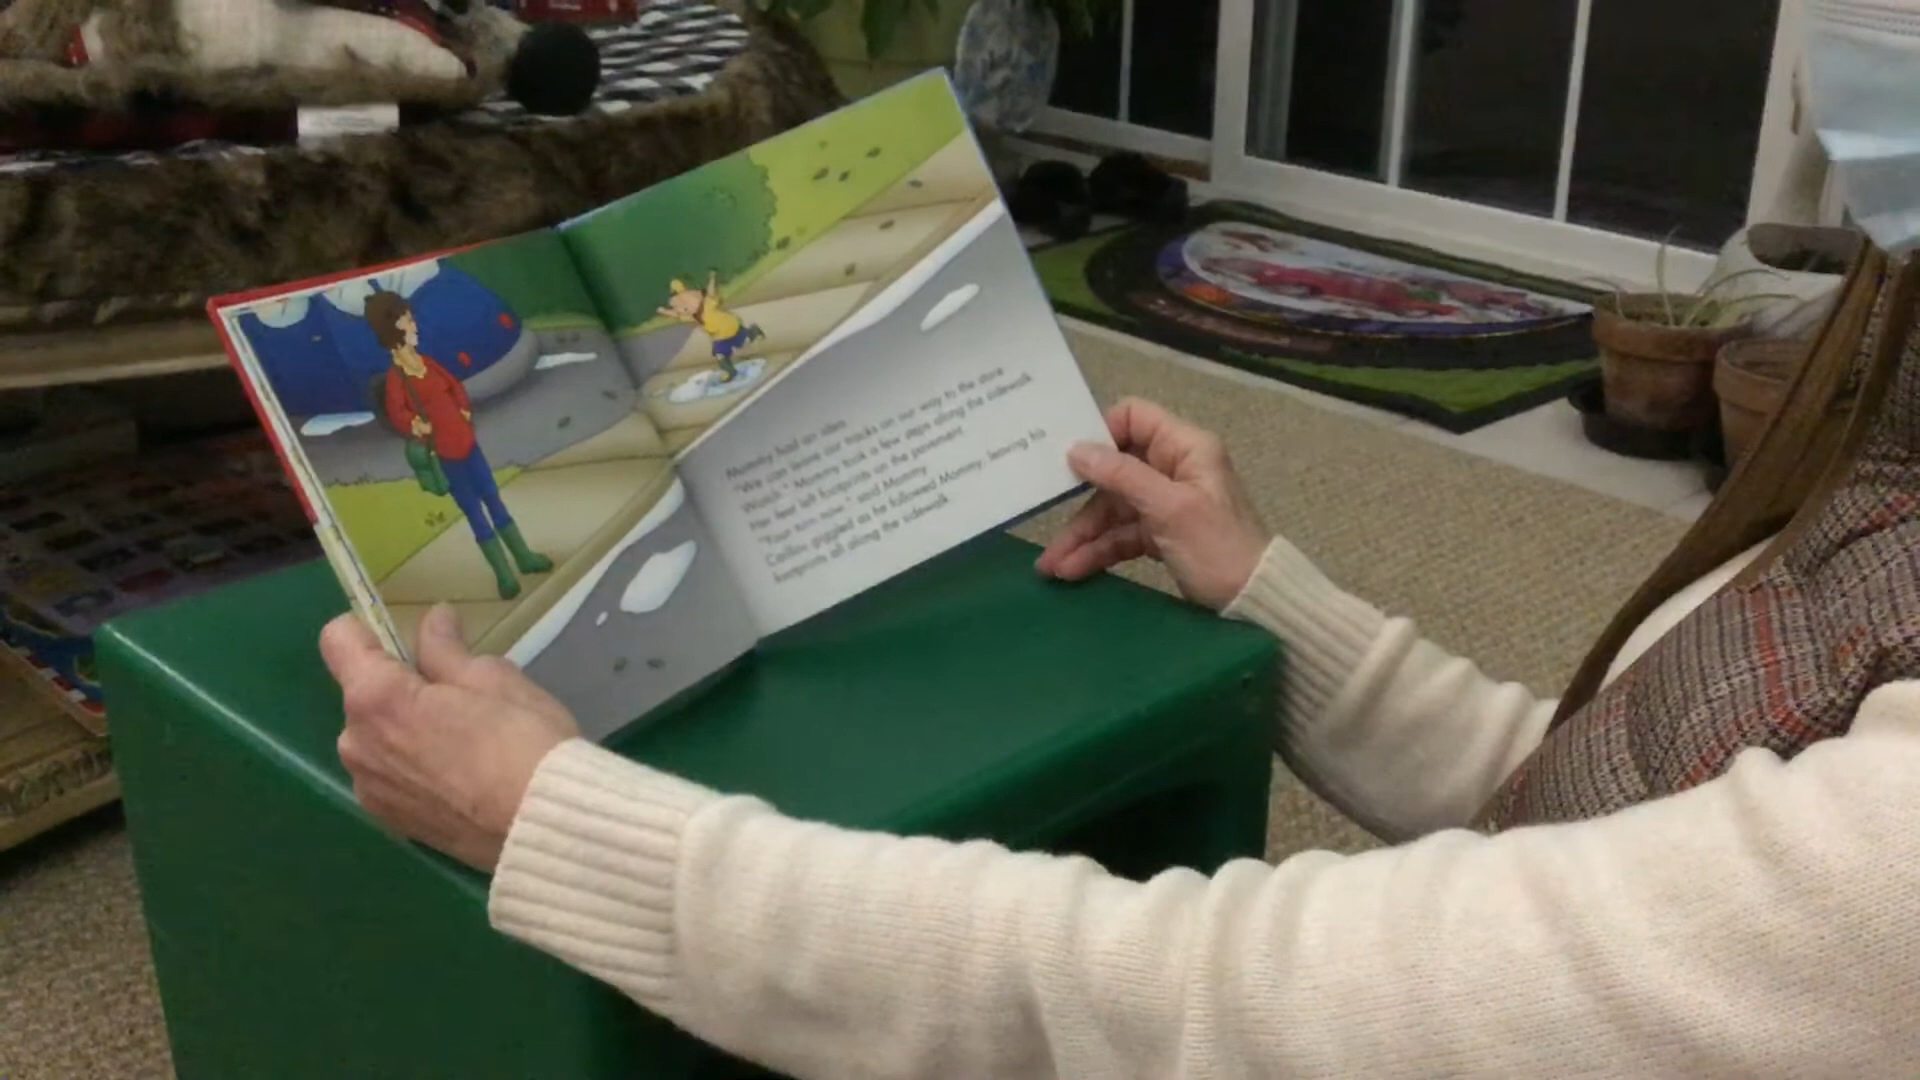 Mommy had an idea.
"We can leave our tracks on our way to the store.
Watch." Mommy took a few steps along the sidewalk.
Her feet left footprints on the pavement.
"Your turn now," said Mommy.
Caillou giggled as he followed Mommy, leaving his
footprints all along the sidewalk.